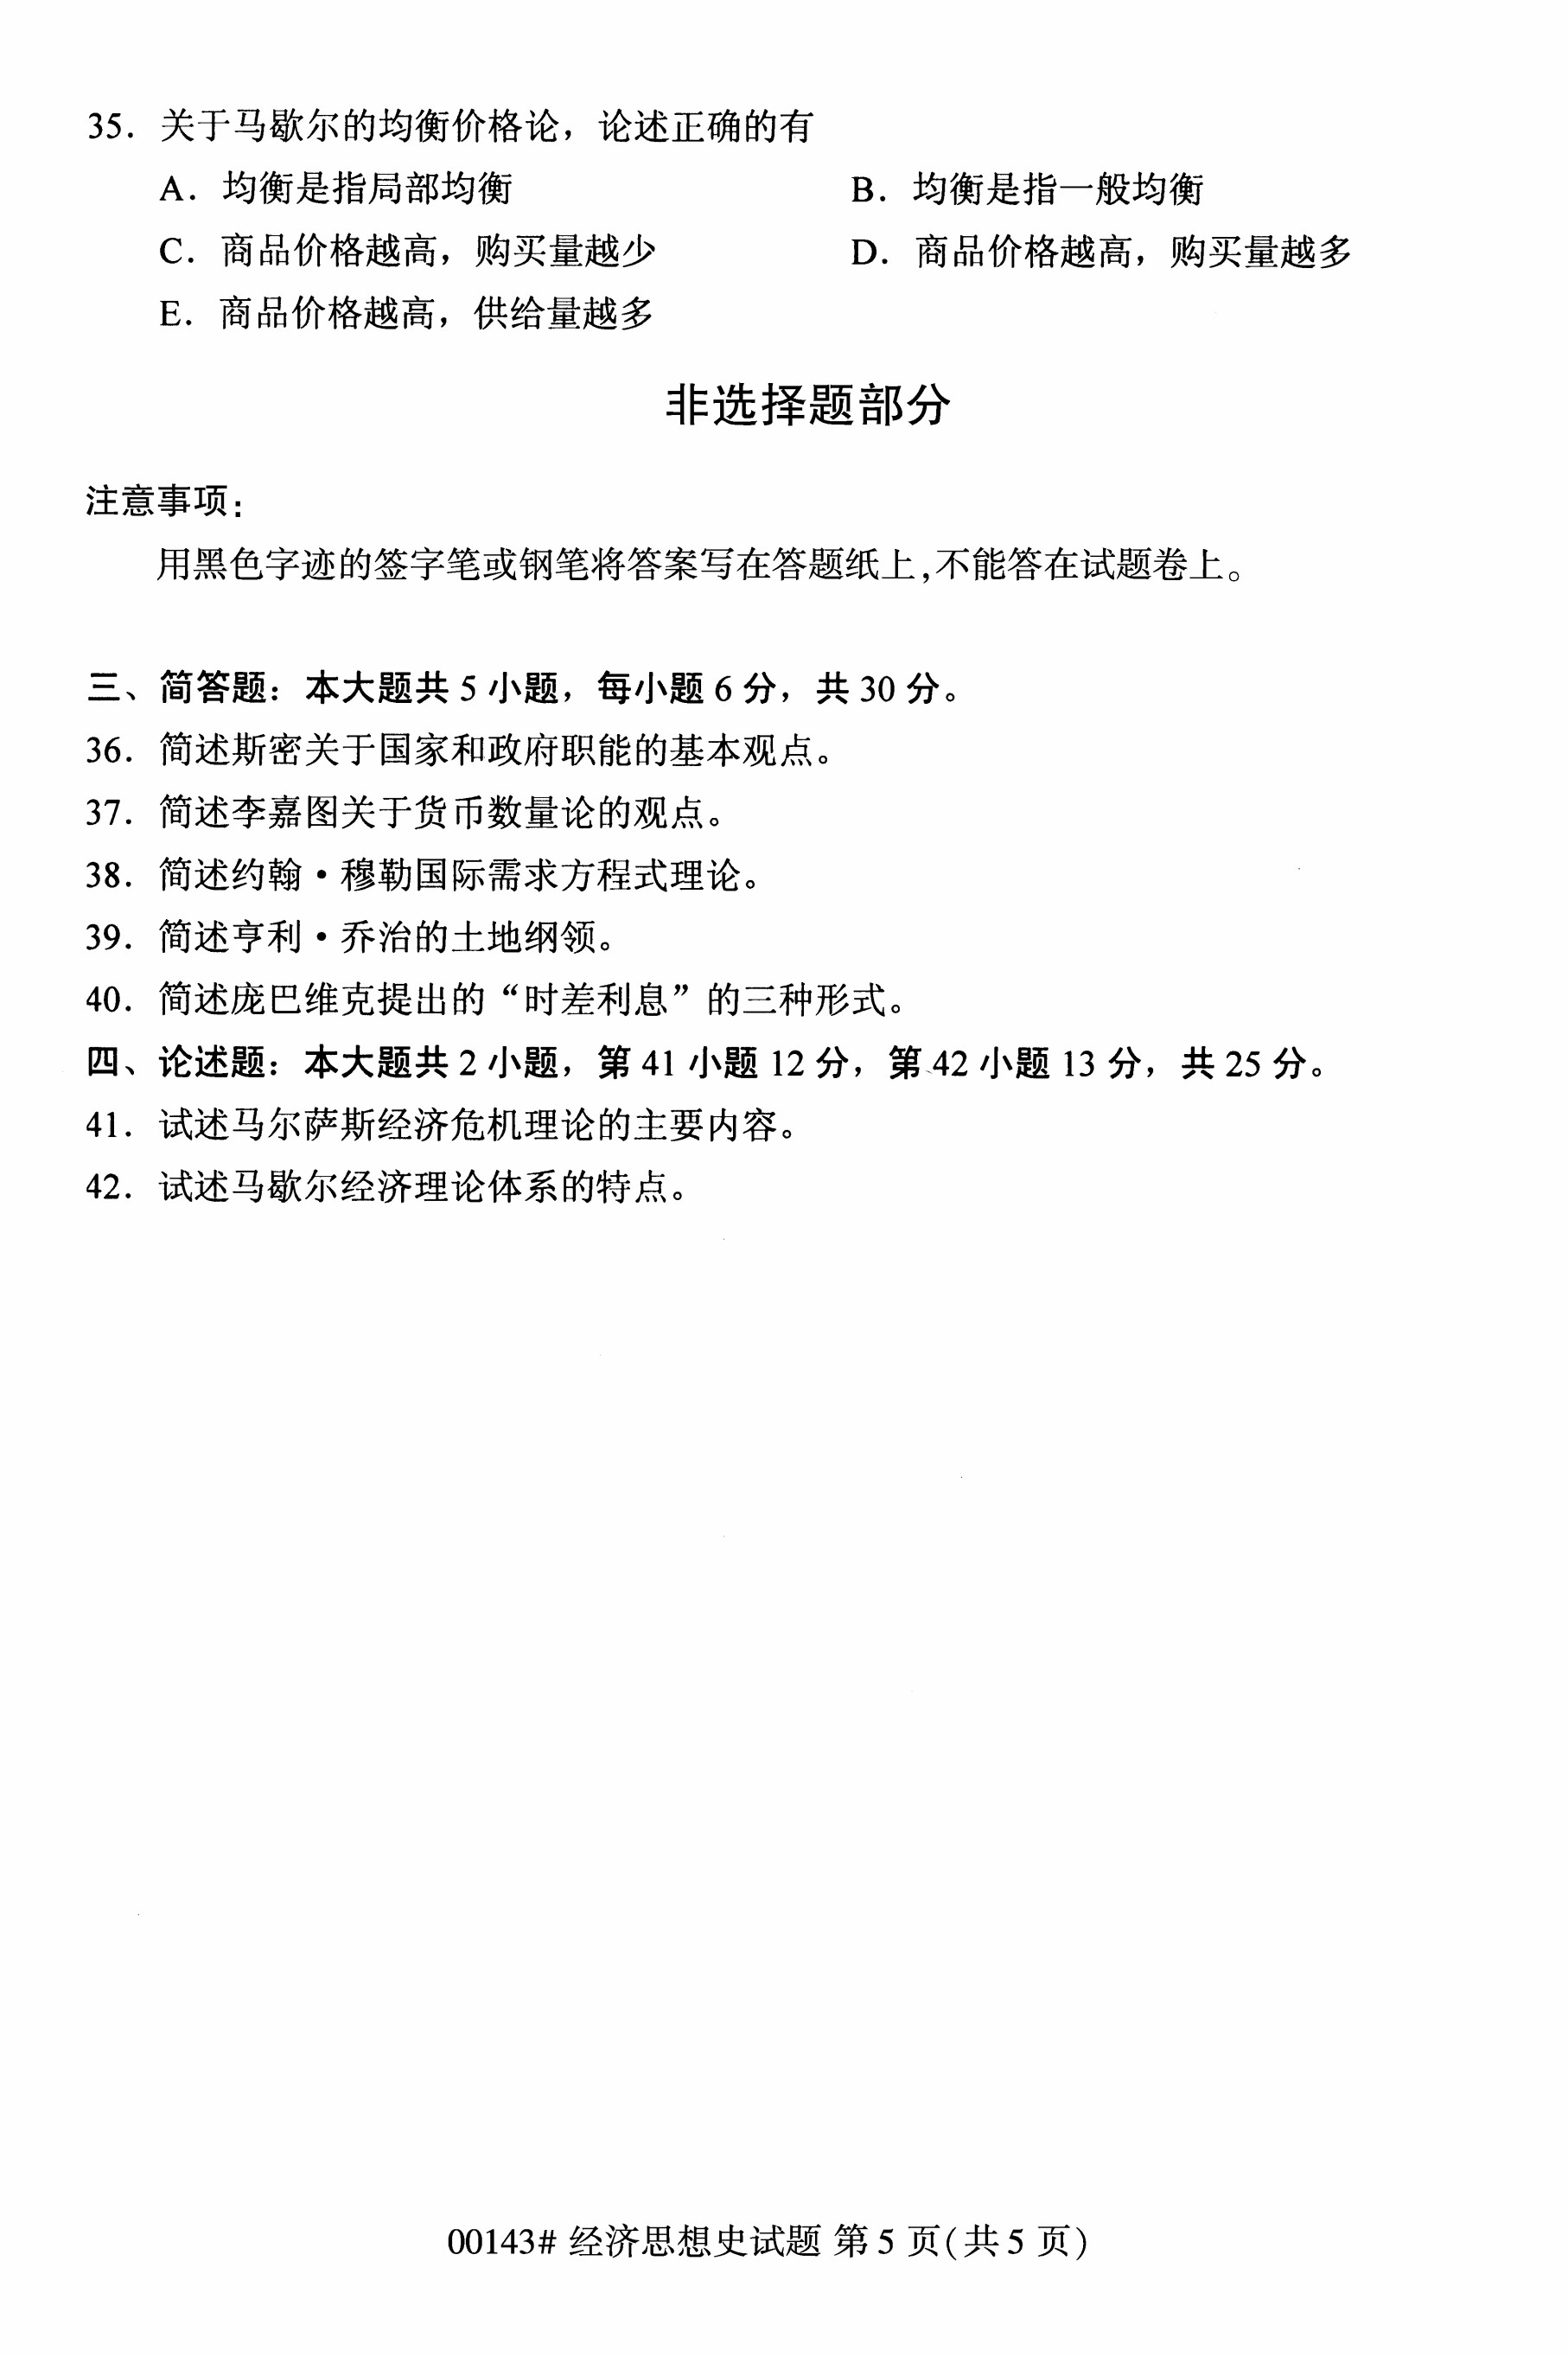 35. 关于马歇尔的均衡价格论，论述正确的有
A. 均衡是指局部均衡 B. 均衡是指一般均衡
C. 商品价格越高，购买量越少 D. 商品价格越高，购买量越多
E. 商品价格越高，供给量越多
非选择题部分
注意事项：
用黑色字迹的签字笔或钢笔将答案写在答题纸上,不能答在试题卷上。
三、简答题：本大题共 5 小题，每小题 6 分，共 30 分。
36. 简述斯密关于国家和政府职能的基本观点。
37. 简述李嘉图关于货币数量论的观点。
38. 简述约翰·穆勒国际需求方程式理论。
39. 简述亨利·乔治的土地纲领。
40. 简述庞巴维克提出的“时差利息”的三种形式。
四、论述题：本大题共 2 小题，第 41 小题 12 分，第 42 小题 13 分，共 25 分。
41. 试述马尔萨斯经济危机理论的主要内容。
42. 试述马歇尔经济理论体系的特点。
00143# 经济思想史试题 第 5 页(共 5 页)